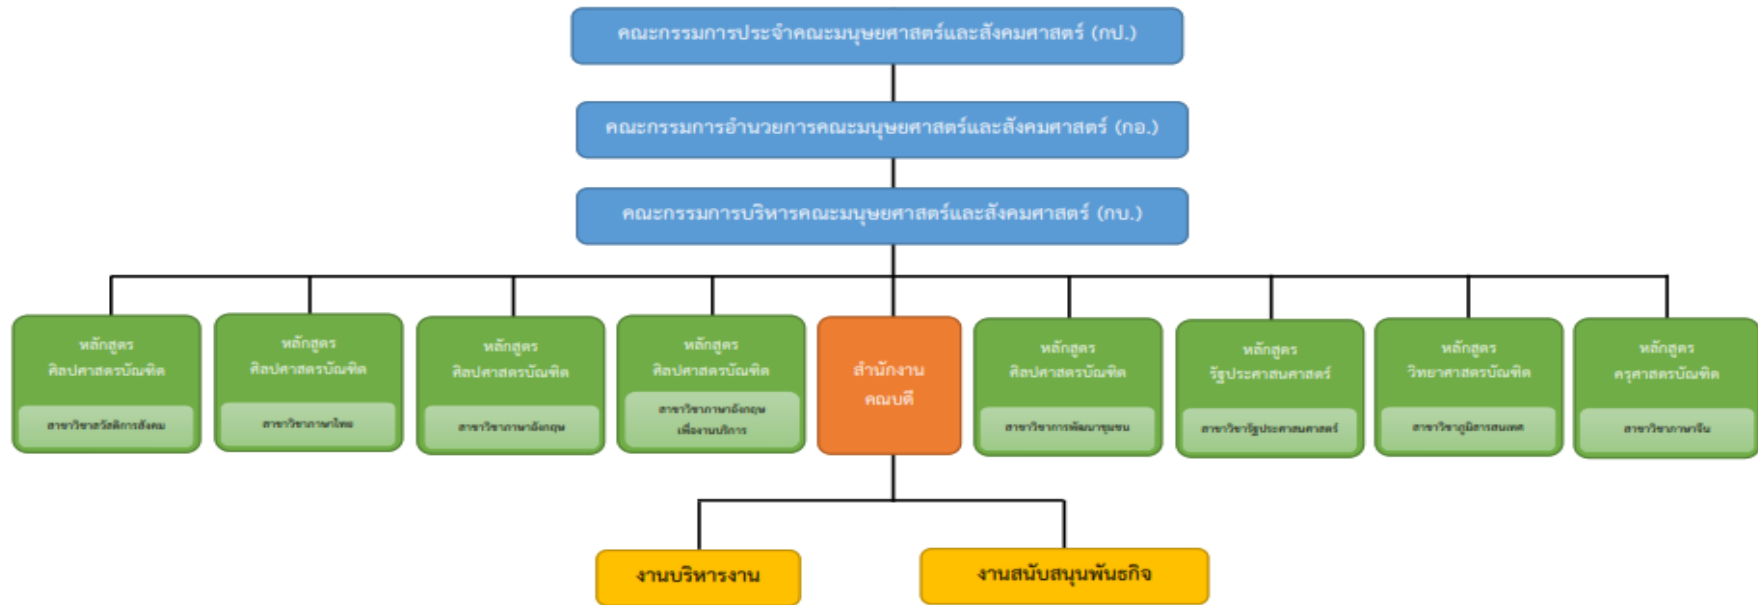 คณะกรรมการประจำคณะมนุษยศาสตร์และสังคมศาสตร์ (กป.)
คณะกรรมการอำนวยการคณะมนุษยศาสตร์และสังคมศาสตร์ (กอ.)
คณะกรรมการบริหารคณะมนุษยศาสตร์และสังคมศาสตร์ (กบ.)
หลักสูตร
ศิลปศาสตรบัณฑิต
สาขาวิชาสวัสดิการสังคม
หลักสูตร
ศิลปศาสตรบัณฑิต
สาขาวิชาภาษาไทย
หลักสูตร
ศิลปศาสตรบัณฑิต
สาขาวิชาภาษาอังกฤษ
หลักสูตร
ศิลปศาสตรบัณฑิต
สาขาวิชาภาษาอังกฤษ
เพื่องานบริการ
สำนักงาน
คณบดี
หลักสูตร
ศิลปศาสตรบัณฑิต
สาขาวิชาการพัฒนาชุมชน
หลักสูตร
รัฐประศาสนศาสตร์
สาขาวิชารัฐประศาสนศาสตร์
หลักสูตร
วิทยาศาสตรบัณฑิต
สาขาวิชาภูมิสารสนเทศ
หลักสูตร
ครุศาสตรบัณฑิต
สาขาวิชาภาษาจีน
งานบริหารงาน
งานสนับสนุนพันธกิจ